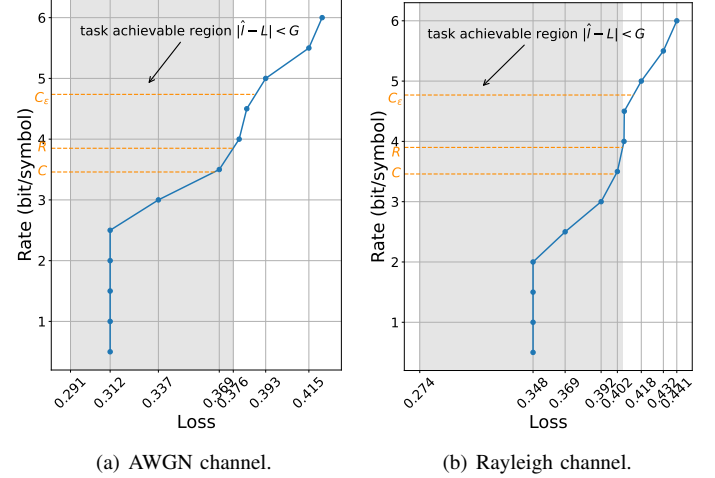 task achievable region |l̂ − L| < G
6
5
Cε
4
R
C
3
2
1
Rate (bit/symbol)
0.291
0.312
0.337
0.369
0.376
0.393
0.415
Loss
(a) AWGN channel.
task achievable region |l̂ − L| < G
6
5
Cε
4
R
C
3
2
1
Rate (bit/symbol)
0.274
0.348
0.369
0.392
0.402
0.418
0.432
0.441
Loss
(b) Rayleigh channel.